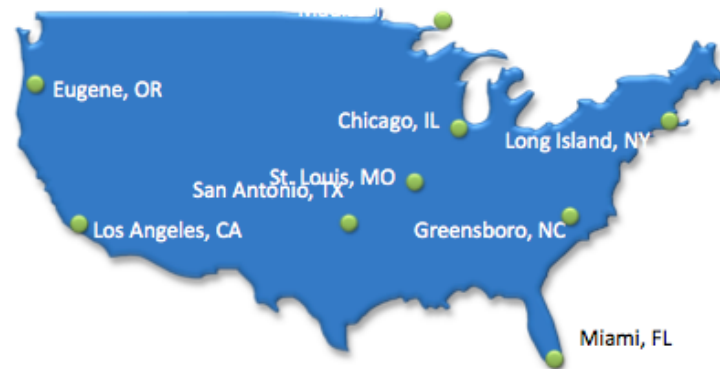 Eugene, OR
Chicago, IL
Long Island, NY
St. Louis, MO
San Antonio, TX
Los Angeles, CA
Greensboro, NC
Miami, FL